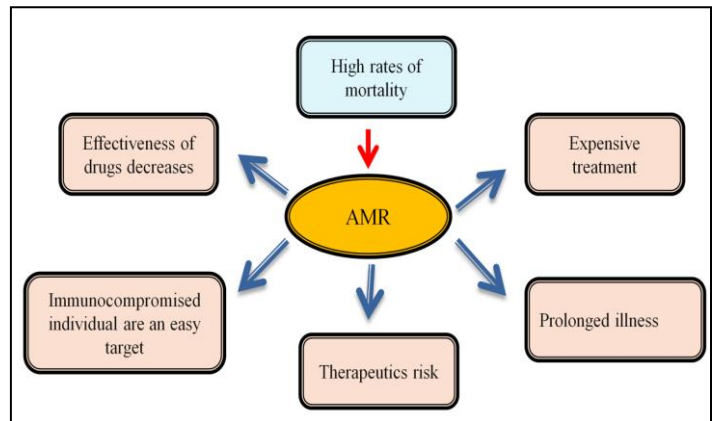 High rates of
mortality
Effectiveness of
drugs decreases
Expensive
treatment
AMR
Immunocompromised
individual are an easy
target
Therapeutics risk
Prolonged illness